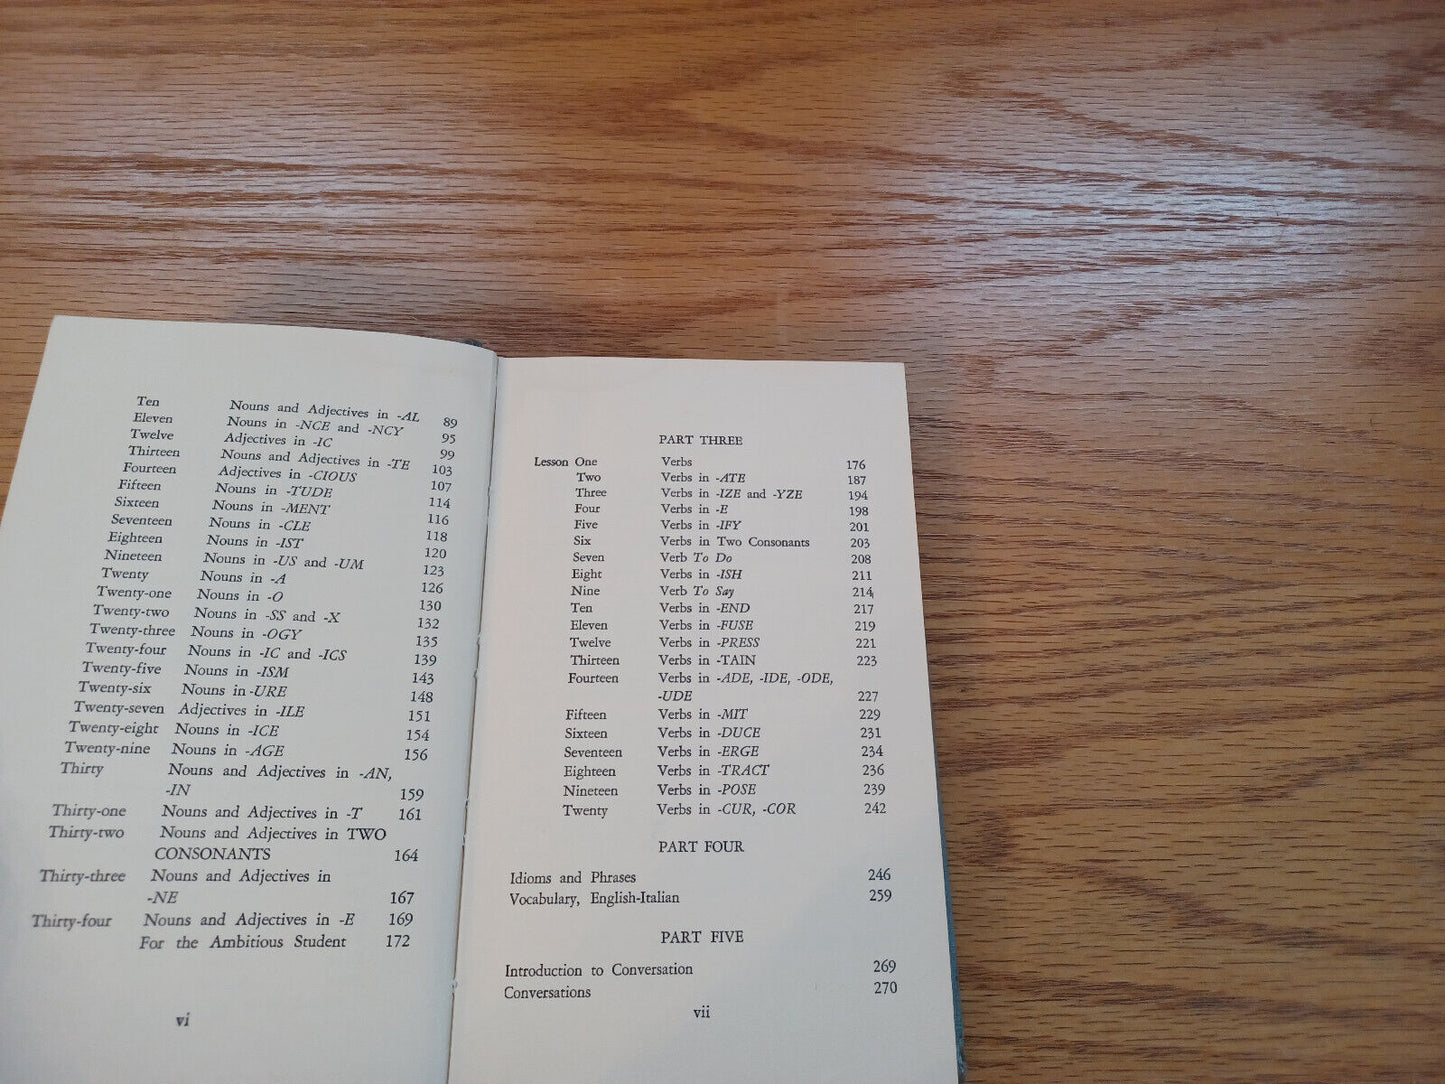 Ten Nouns and Adjectives in -AL 89
Eleven Nouns in -NCE and -NCY 95
Twelve Adjectives in -IC 99
Thirteen Nouns and Adjectives in -TE 103
Fourteen Adjectives in -CIOUS 107
Fifteen Nouns in -TUDE 114
Sixteen Nouns in -MENT 116
Seventeen Nouns in -CLE 118
Eighteen Nouns in -IST 120
Nineteen Nouns in -US and -UM 123
Twenty Nouns in -A 126
Twenty-one Nouns in -O 130
Twenty-two Nouns in -SS and -X 132
Twenty-three Nouns in -OGY 135
Twenty-four Nouns in -IC and -ICS 139
Twenty-five Nouns in -ISM 143
Twenty-six Nouns in -URE 148
Twenty-seven Adjectives in -ILE 151
Twenty-eight Nouns in -ICE 154
Twenty-nine Nouns in -AGE 156
Thirty Nouns and Adjectives in -AN,
-IN 159
Thirty-one Nouns and Adjectives in -T 161
Thirty-two Nouns and Adjectives in TWO
CONSONANTS 164
Thirty-three Nouns and Adjectives in
-NE 167
Thirty-four Nouns and Adjectives in -E 169
For the Ambitious Student 172
vi
PART THREE
Lesson One Verbs 176
Two Verbs in -ATE 187
Three Verbs in -IZE and -YZE 194
Four Verbs in -E 198
Five Verbs in -IFY 201
Six Verbs in Two Consonants 203
Seven Verb To Do 208
Eight Verbs in -ISH 211
Nine Verb To Say 214
Ten Verbs in -END 217
Eleven Verbs in -FUSE 219
Twelve Verbs in -PRESS 221
Thirteen Verbs in -TAIN 223
Fourteen Verbs in -ADE, -IDE, -ODE,
-UDE 227
Fifteen Verbs in -MIT 229
Sixteen Verbs in -DUCE 231
Seventeen Verbs in -ERGE 234
Eighteen Verbs in -TRACT 236
Nineteen Verbs in -POSE 239
Twenty Verbs in -CUR, -COR 242
PART FOUR
Idioms and Phrases 246
Vocabulary, English-Italian 259
PART FIVE
Introduction to Conversation 269
Conversations 270
vii